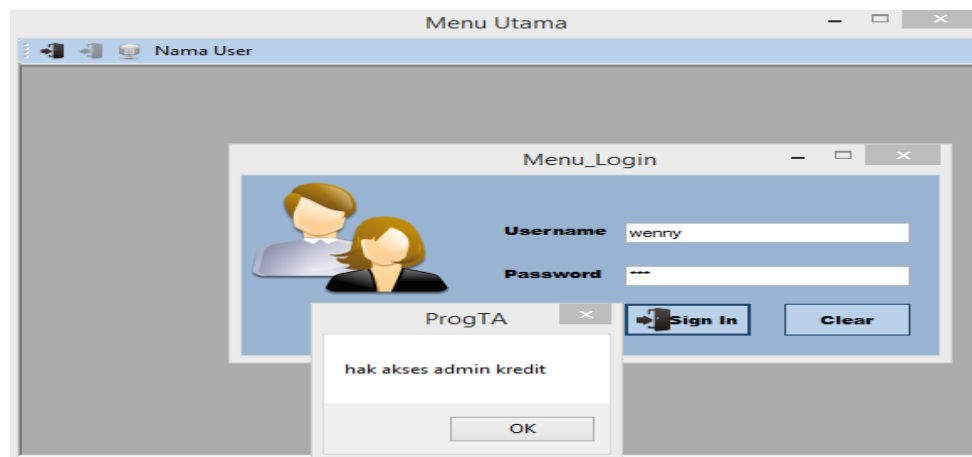 Menu Utama
Nama User
Menu_Login
Username wenny
Password ***
ProgTA
Sign In Clear
hak akses admin kredit
OK